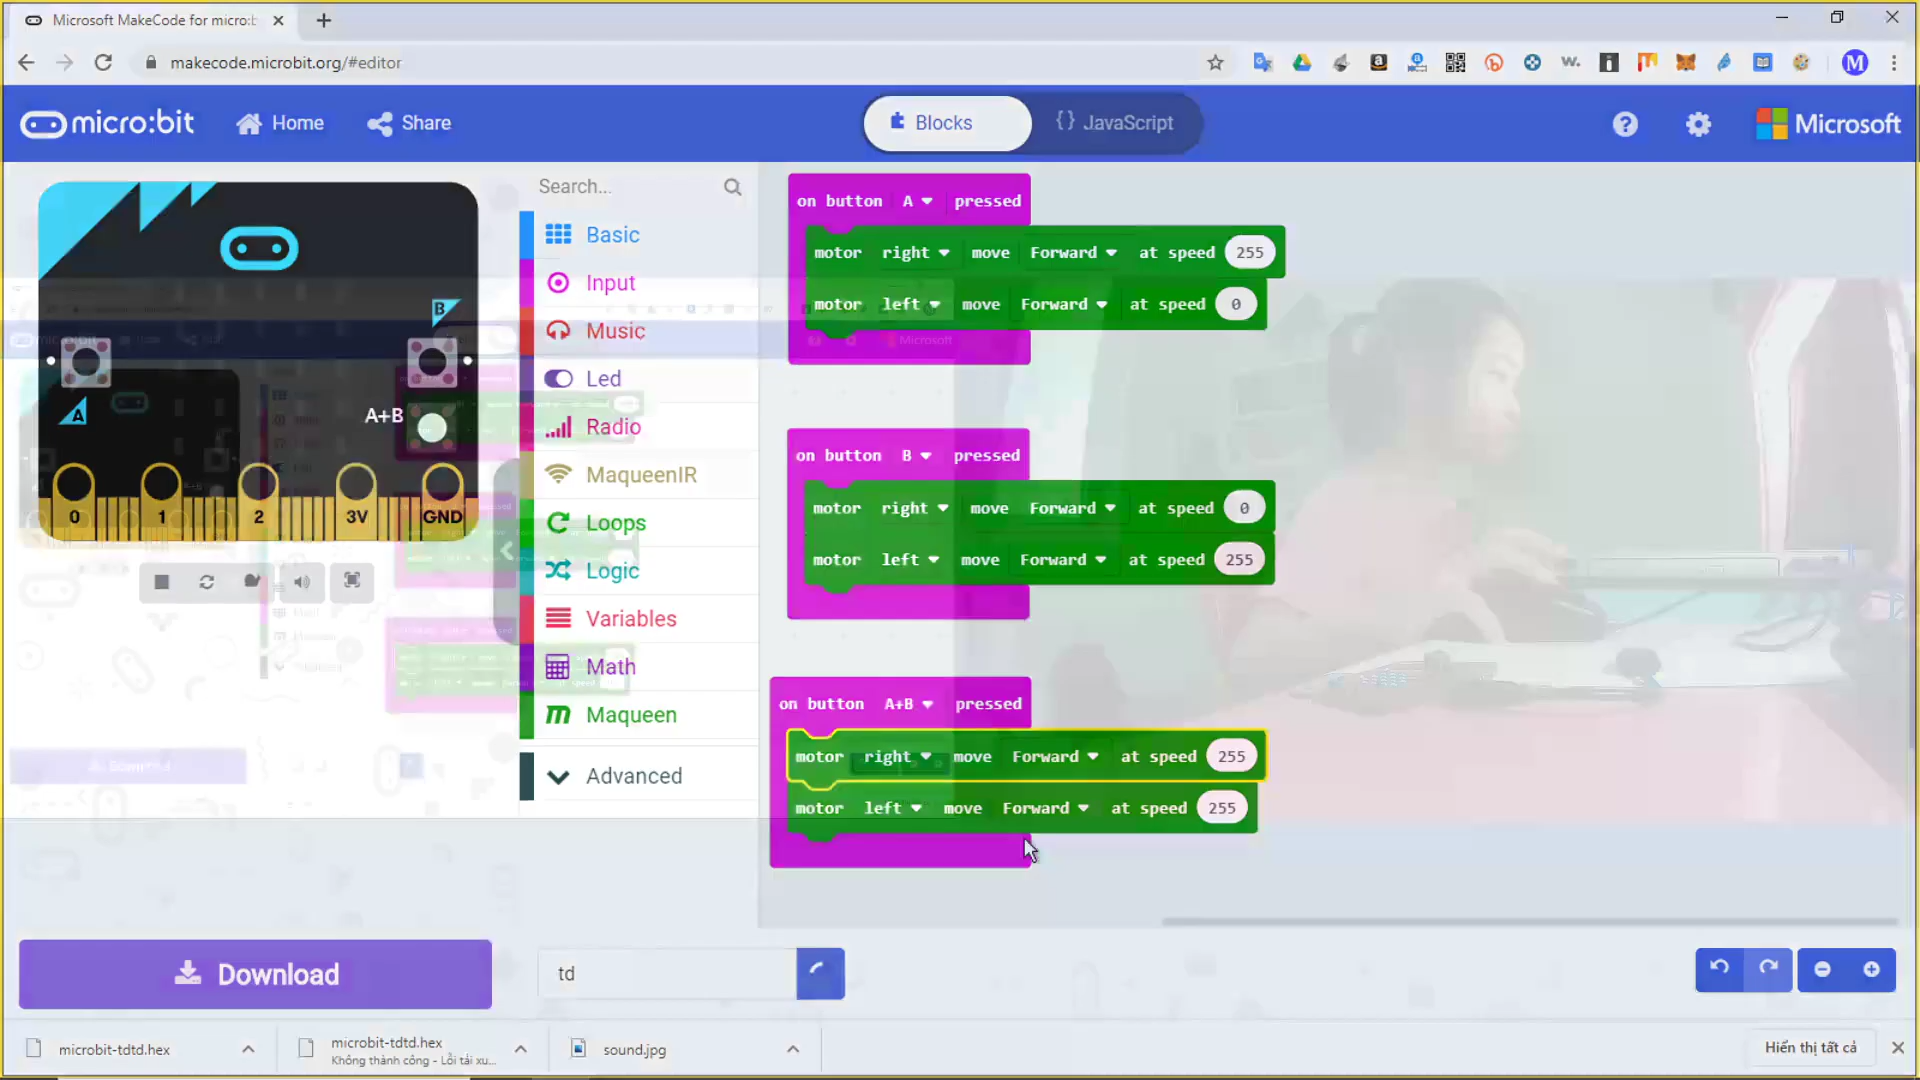 Microsoft MakeCode for micro:b
makecode.microbit.org/#editor
M
micro:bit
Home
Share
Blocks
{} JavaScript
Microsoft
Search...
Basic
Input
Music
Led
Radio
MaqueenIR
Loops
Logic
Variables
Math
Maqueen
Advanced
B
A
A+B
0
1
2
3V
GND
on button A pressed
motor right move Forward at speed 255
motor left move Forward at speed 0
on button B pressed
motor right move Forward at speed 0
motor left move Forward at speed 255
on button A+B pressed
motor right move Forward at speed 255
motor left move Forward at speed 255
Microsoft
Download
td
microbit-tdtd.hex
microbit-tdtd.hex
Không thành công - Lỗi tải xu...
sound.jpg
Hiển thị tất cả